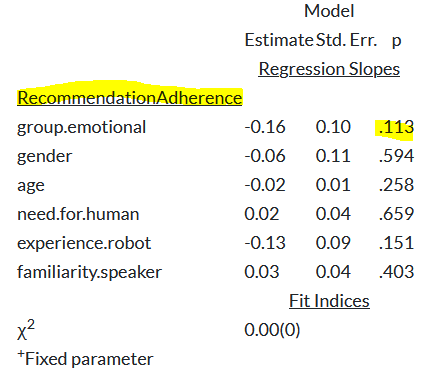 Model
Estimate Std. Err. p
Regression Slopes
RecommendationAdherence
group.emotional -0.16 0.10 .113
gender -0.06 0.11 .594
age -0.02 0.01 .258
need.for.human 0.02 0.04 .659
experience.robot -0.13 0.09 .151
familiarity.speaker 0.03 0.04 .403
Fit Indices
χ2 0.00(0)
+Fixed parameter